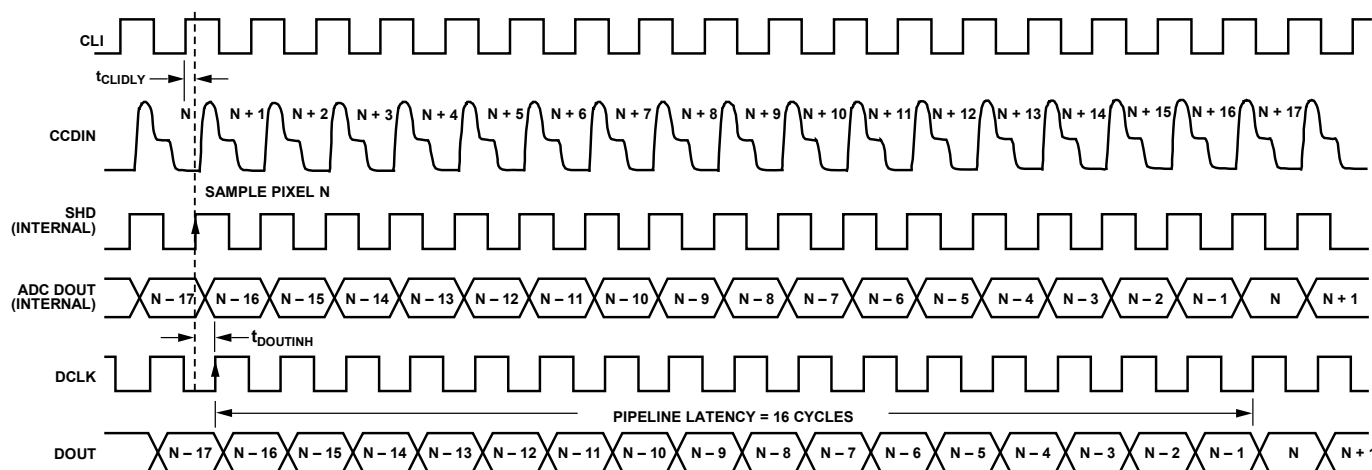 CLI
tCLIDLY
N N + 1 N + 2 N + 3 N + 4 N + 5 N + 6 N + 7 N + 8 N + 9 N + 10 N + 11 N + 12 N + 13 N + 14 N + 15 N + 16 N + 17
CCDIN
SAMPLE PIXEL N
SHD
(INTERNAL)
ADC DOUT
(INTERNAL)
N – 17 N – 16 N – 15 N – 14 N – 13 N – 12 N – 11 N – 10 N – 9 N – 8 N – 7 N – 6 N – 5 N – 4 N – 3 N – 2 N – 1 N N + 1
tDOUTINH
DCLK
PIPELINE LATENCY = 16 CYCLES
DOUT
N – 17 N – 16 N – 15 N – 14 N – 13 N – 12 N – 11 N – 10 N – 9 N – 8 N – 7 N – 6 N – 5 N – 4 N – 3 N – 2 N – 1 N N +